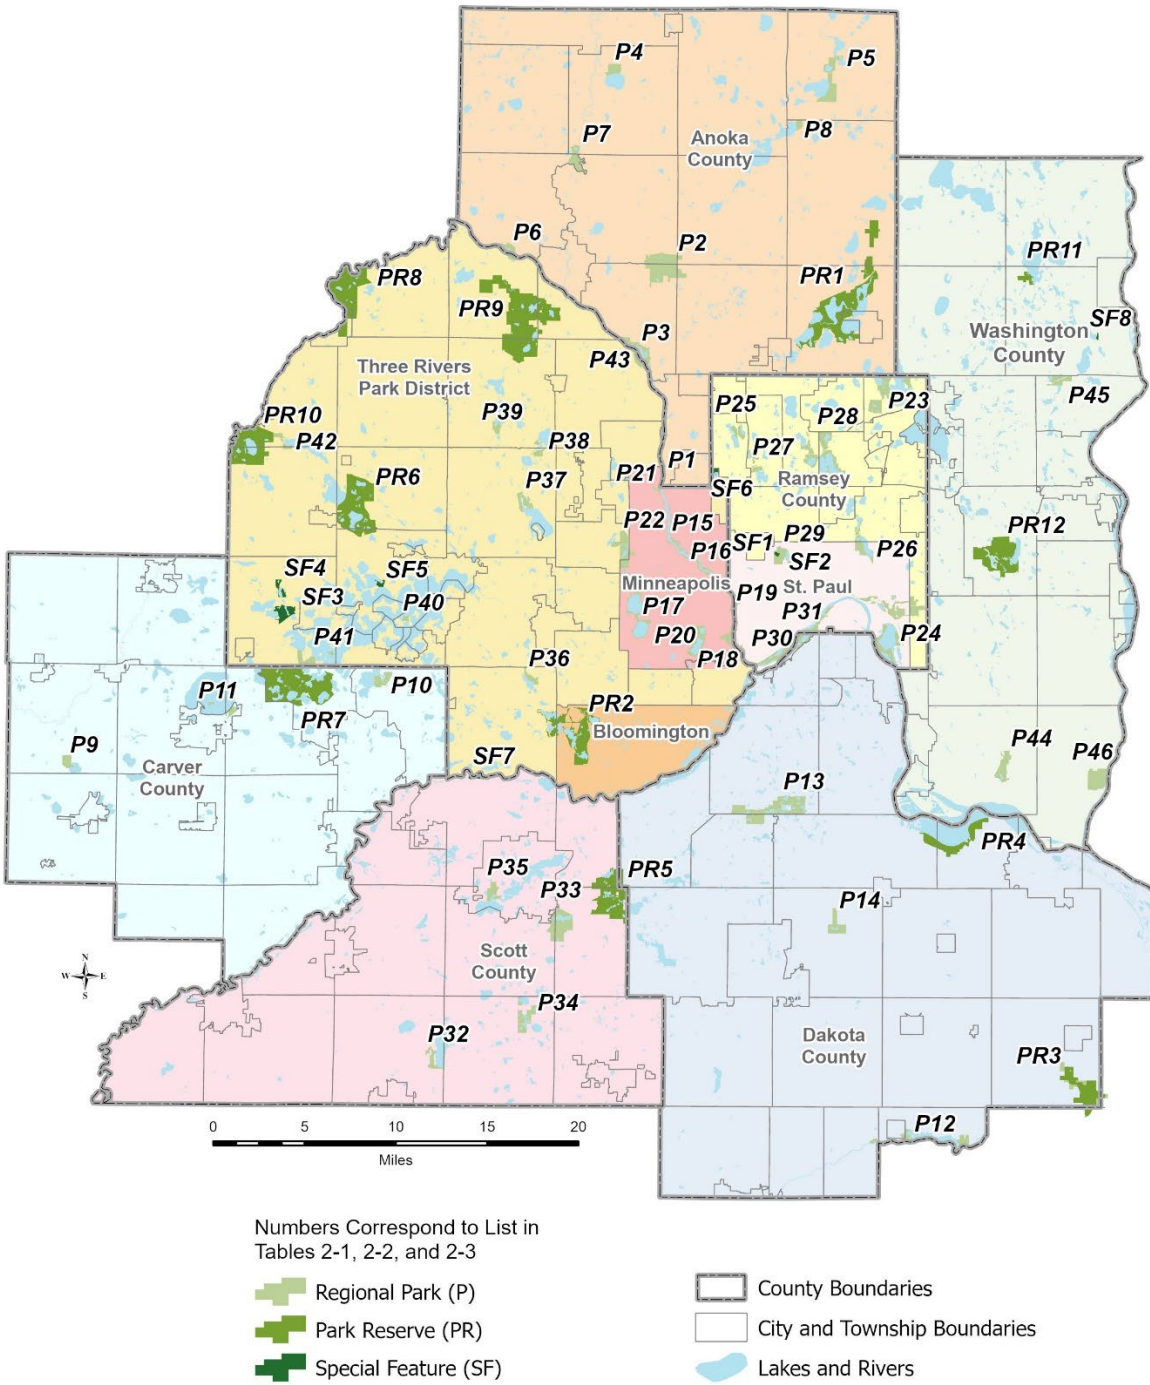 P4
P5
P7
P8
Anoka
County
P6
P2
PR8
PR9
PR1
PR11
SF8
Washington
County
P3
P43
Three Rivers
Park District
P25
P28
P23
P45
PR10
P42
P39
P38
P27
P1
PR6
P37
P21
SF6
Ramsey
County
P22
P15
P16
SF1
P29
SF2
P26
PR12
SF4
SF5
SF3
P40
Minneapolis
P19
St. Paul
P41
P17
P31
P20
P30
P24
P18
P36
P11
P10
PR7
PR2
Bloomington
P9
Carver
County
SF7
P44
P46
P13
PR4
P35
P33
PR5
P14
Scott
County
P34
P32
Dakota
County
PR3
P12
N
W E
S
0 5 10 15 20
Miles
Numbers Correspond to List in
Tables 2-1, 2-2, and 2-3
Regional Park (P)
Park Reserve (PR)
Special Feature (SF)
County Boundaries
City and Township Boundaries
Lakes and Rivers